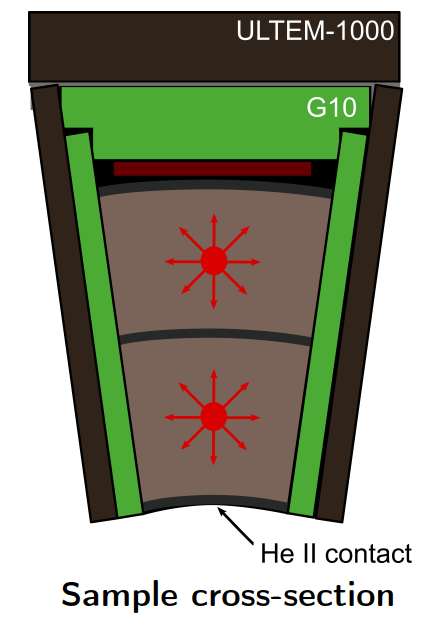 ULTEM-1000
G10
He II contact
Sample cross-section